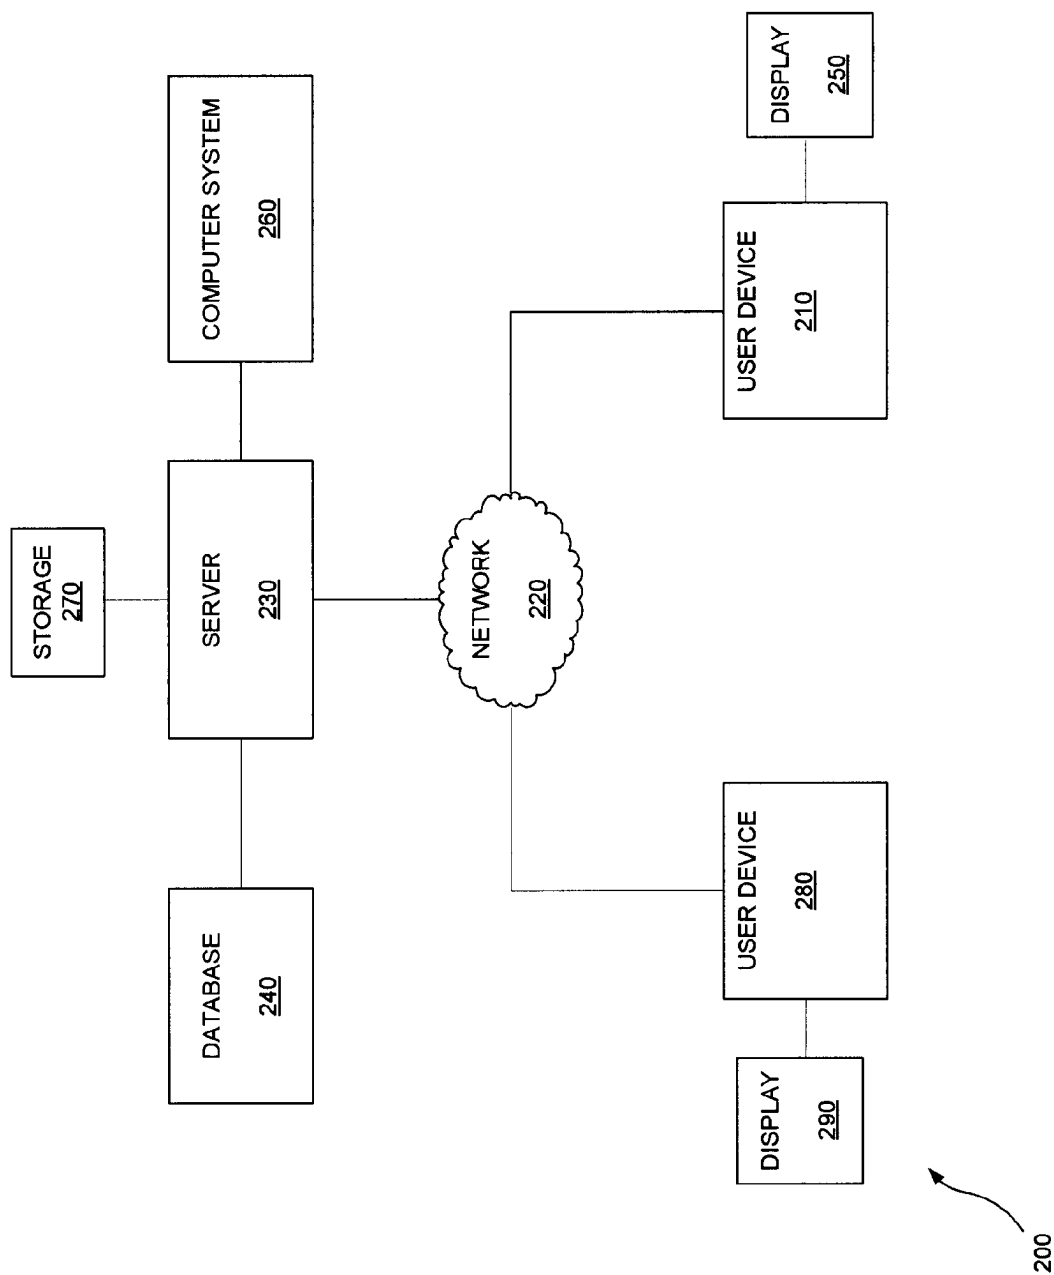 STORAGE
270
DATABASE
240
SERVER
230
COMPUTER SYSTEM
260
NETWORK
220
USER DEVICE
280
USER DEVICE
210
DISPLAY
290
DISPLAY
250
200